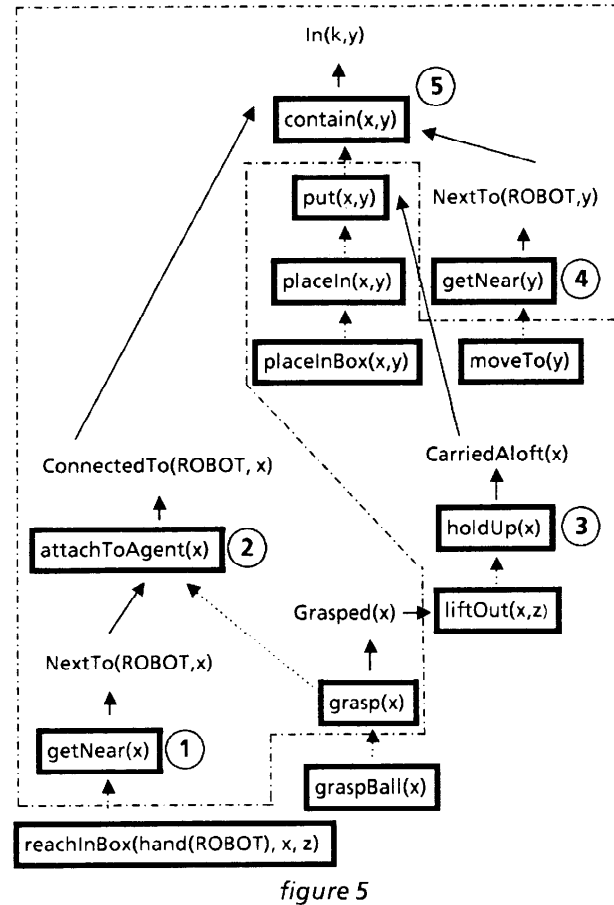 In(k,y)
5
contain(x,y)
put(x,y)
NextTo(ROBOT,y)
placeIn(x,y)
getNear(y)
4
placeInBox(x,y)
moveTo(y)
ConnectedTo(ROBOT, x)
CarriedAloft(x)
attachToAgent(x)
2
holdUp(x)
3
Grasped(x)
liftOut(x,z)
NextTo(ROBOT,x)
grasp(x)
getNear(x)
1
graspBall(x)
reachInBox(hand(ROBOT), x, z)
figure 5